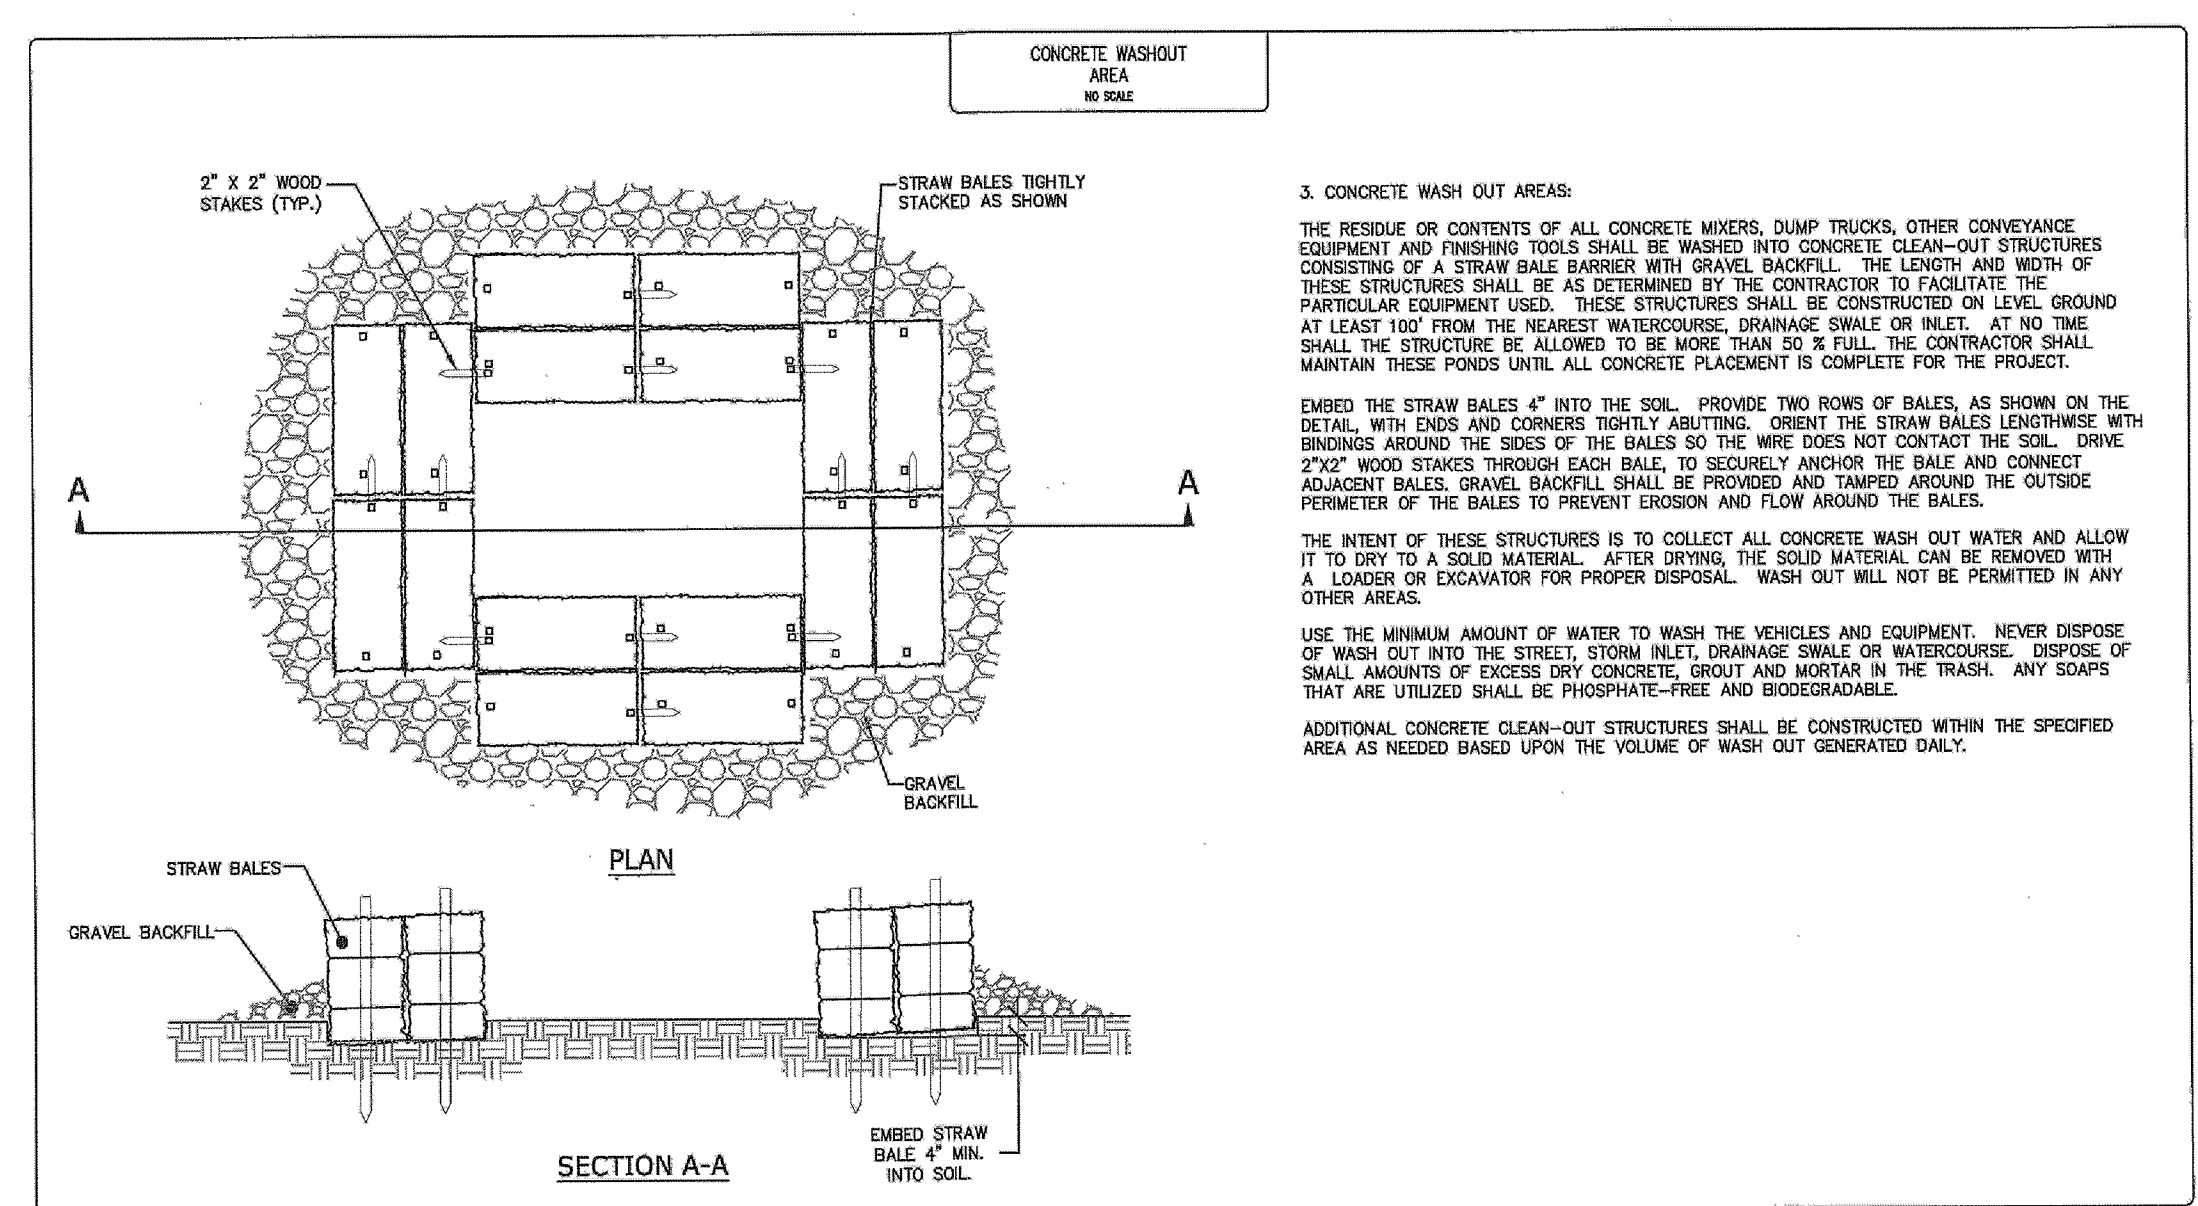 CONCRETE WASHOUT
AREA
NO SCALE
2" X 2" WOOD
STAKES (TYP.)
STRAW BALES TIGHTLY
STACKED AS SHOWN
A
A
GRAVEL
BACKFILL
PLAN
STRAW BALES
GRAVEL BACKFILL
EMBED STRAW
BALE 4" MIN.
INTO SOIL.
SECTION A-A
3. CONCRETE WASH OUT AREAS:
THE RESIDUE OR CONTENTS OF ALL CONCRETE MIXERS, DUMP TRUCKS, OTHER CONVEYANCE
EQUIPMENT AND FINISHING TOOLS SHALL BE WASHED INTO CONCRETE CLEAN-OUT STRUCTURES
CONSISTING OF A STRAW BALE BARRIER WITH GRAVEL BACKFILL. THE LENGTH AND WIDTH OF
THESE STRUCTURES SHALL BE AS DETERMINED BY THE CONTRACTOR TO FACILITATE THE
PARTICULAR EQUIPMENT USED. THESE STRUCTURES SHALL BE CONSTRUCTED ON LEVEL GROUND
AT LEAST 100' FROM THE NEAREST WATERCOURSE, DRAINAGE SWALE OR INLET. AT NO TIME
SHALL THE STRUCTURE BE ALLOWED TO BE MORE THAN 50 % FULL. THE CONTRACTOR SHALL
MAINTAIN THESE PONDS UNTIL ALL CONCRETE PLACEMENT IS COMPLETE FOR THE PROJECT.
EMBED THE STRAW BALES 4" INTO THE SOIL. PROVIDE TWO ROWS OF BALES, AS SHOWN ON THE
DETAIL, WITH ENDS AND CORNERS TIGHTLY ABUTTING. ORIENT THE STRAW BALES LENGTHWISE WITH
BINDINGS AROUND THE SIDES OF THE BALES SO THE WIRE DOES NOT CONTACT THE SOIL. DRIVE
2"X2" WOOD STAKES THROUGH EACH BALE, TO SECURELY ANCHOR THE BALE AND CONNECT
ADJACENT BALES. GRAVEL BACKFILL SHALL BE PROVIDED AND TAMPED AROUND THE OUTSIDE
PERIMETER OF THE BALES TO PREVENT EROSION AND FLOW AROUND THE BALES.
THE INTENT OF THESE STRUCTURES IS TO COLLECT ALL CONCRETE WASH OUT WATER AND ALLOW
IT TO DRY TO A SOLID MATERIAL. AFTER DRYING, THE SOLID MATERIAL CAN BE REMOVED WITH
A LOADER OR EXCAVATOR FOR PROPER DISPOSAL. WASH OUT WILL NOT BE PERMITTED IN ANY
OTHER AREAS.
USE THE MINIMUM AMOUNT OF WATER TO WASH THE VEHICLES AND EQUIPMENT. NEVER DISPOSE
OF WASH OUT INTO THE STREET, STORM INLET, DRAINAGE SWALE OR WATERCOURSE. DISPOSE OF
SMALL AMOUNTS OF EXCESS DRY CONCRETE, GROUT AND MORTAR IN THE TRASH. ANY SOAPS
THAT ARE UTILIZED SHALL BE PHOSPHATE-FREE AND BIODEGRADABLE.
ADDITIONAL CONCRETE CLEAN-OUT STRUCTURES SHALL BE CONSTRUCTED WITHIN THE SPECIFIED
AREA AS NEEDED BASED UPON THE VOLUME OF WASH OUT GENERATED DAILY.